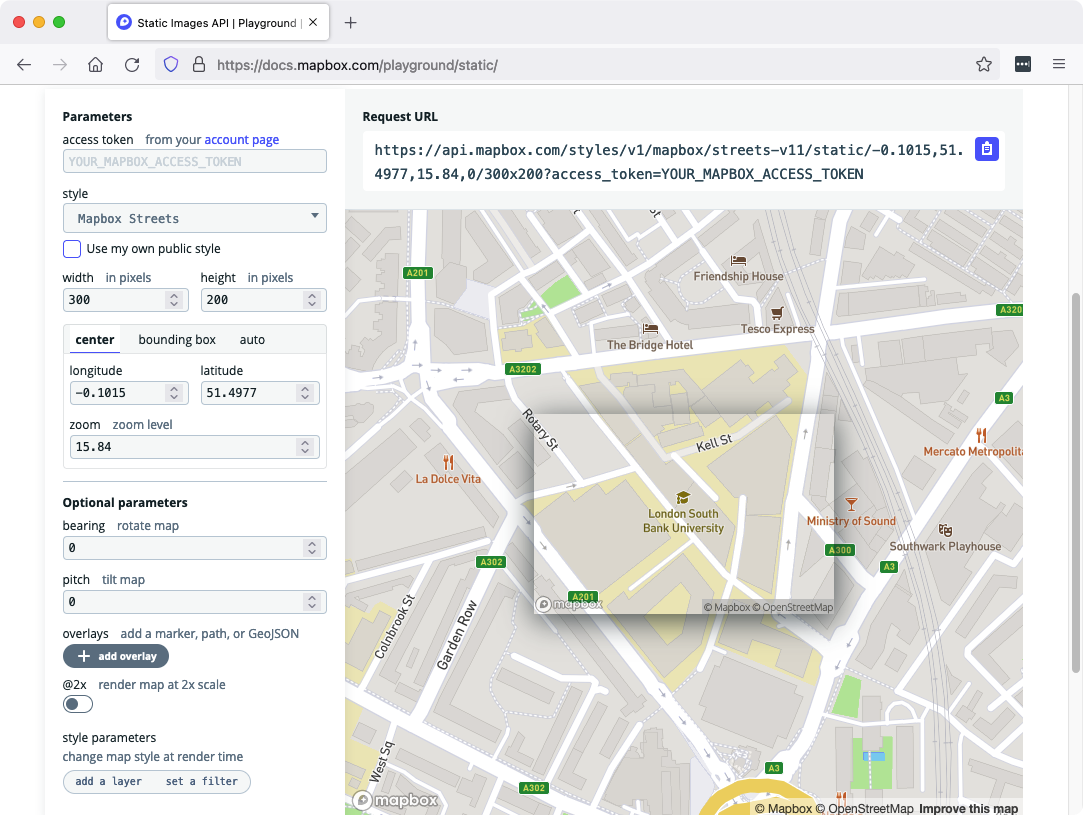 Static Images API | Playground |
https://docs.mapbox.com/playground/static/
Parameters
access token from your account page
YOUR_MAPBOX_ACCESS_TOKEN
style
Mapbox Streets
Use my own public style
width in pixels
height in pixels
300
200
center
bounding box
auto
longitude
latitude
-0.1015
51.4977
zoom zoom level
15.84
Optional parameters
bearing rotate map
0
pitch tilt map
0
overlays add a marker, path, or GeoJSON
+ add overlay
@2x render map at 2x scale
style parameters
change map style at render time
add a layer
set a filter
Request URL
https://api.mapbox.com/styles/v1/mapbox/streets-v11/static/-0.1015,51.
4977,15.84,0/300x200?access_token=YOUR_MAPBOX_ACCESS_TOKEN
St
A201
Friendship House
A320
Tesco Express
The Bridge Hotel
A3202
A3
Rotary St
Kell St
Mercato Metropolita
La Dolce Vita
London South
Bank University
Ministry of Sound
Southwark Playhouse
A300
A302
A3
A201
mapbox
© Mapbox © OpenStreetMap
Colnbrook St
Garden Row
West Sq
A3
A302
mapbox
© Mapbox © OpenStreetMap Improve this map